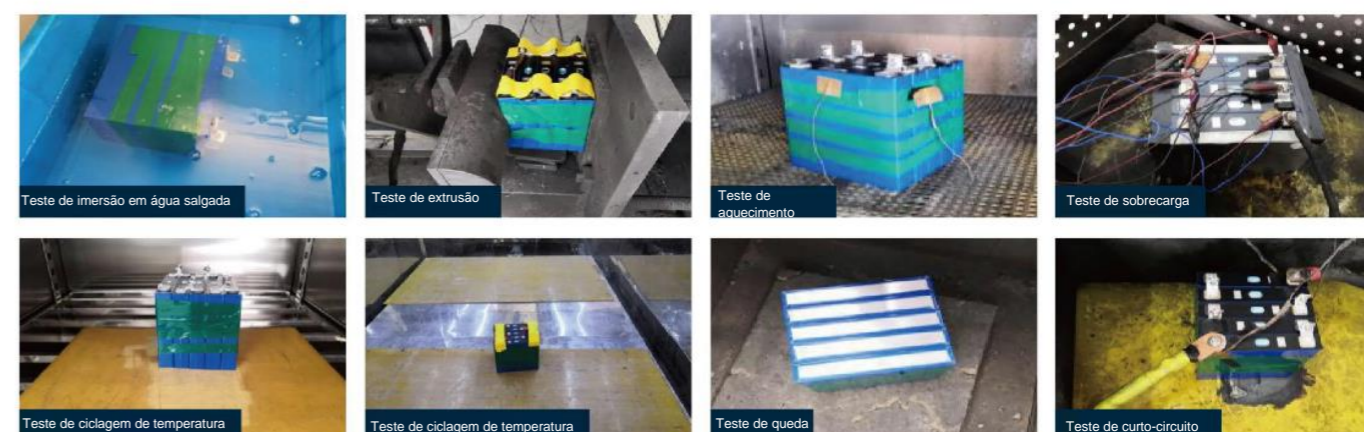 Teste de imersão em água salgada
Teste de extrusão
Teste de
aquecimento
Teste de sobrecarga
Teste de ciclagem de temperatura
Teste de ciclagem de temperatura
Teste de queda
Teste de curto-circuito